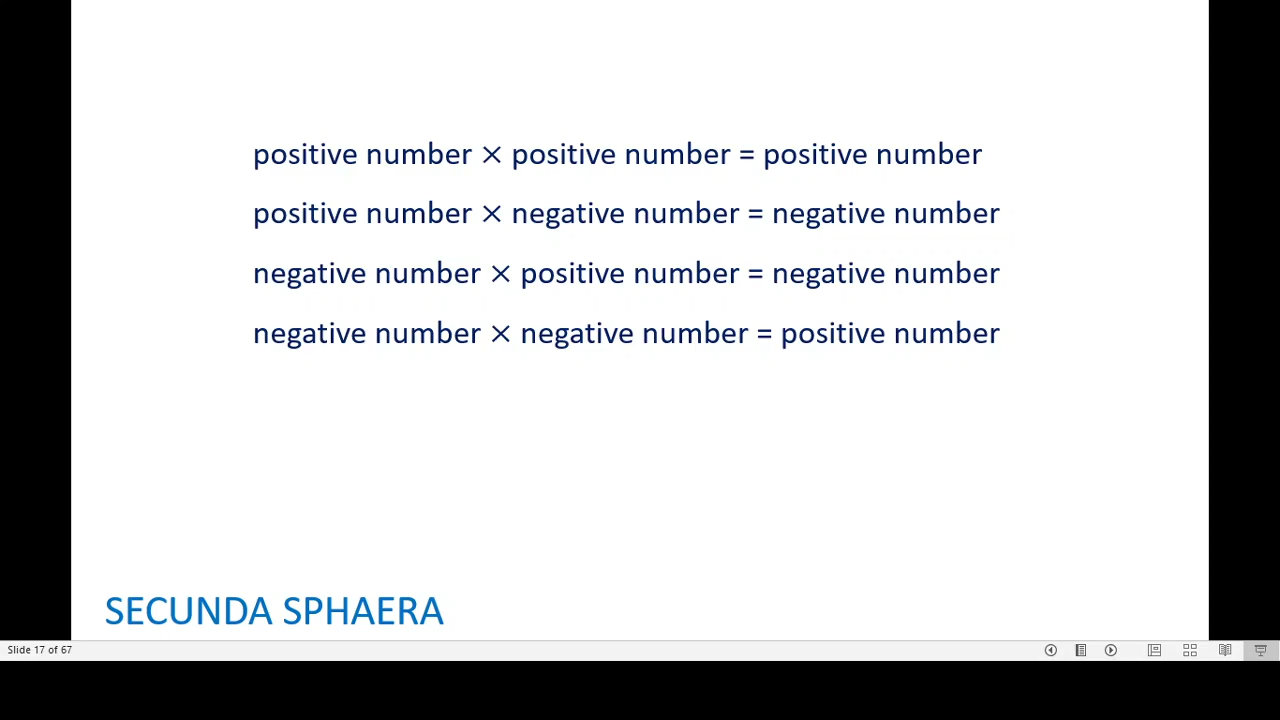 positive number × positive number = positive number
positive number × negative number = negative number
negative number × positive number = negative number
negative number × negative number = positive number
SECUNDA SPHAERA
Slide 17 of 67